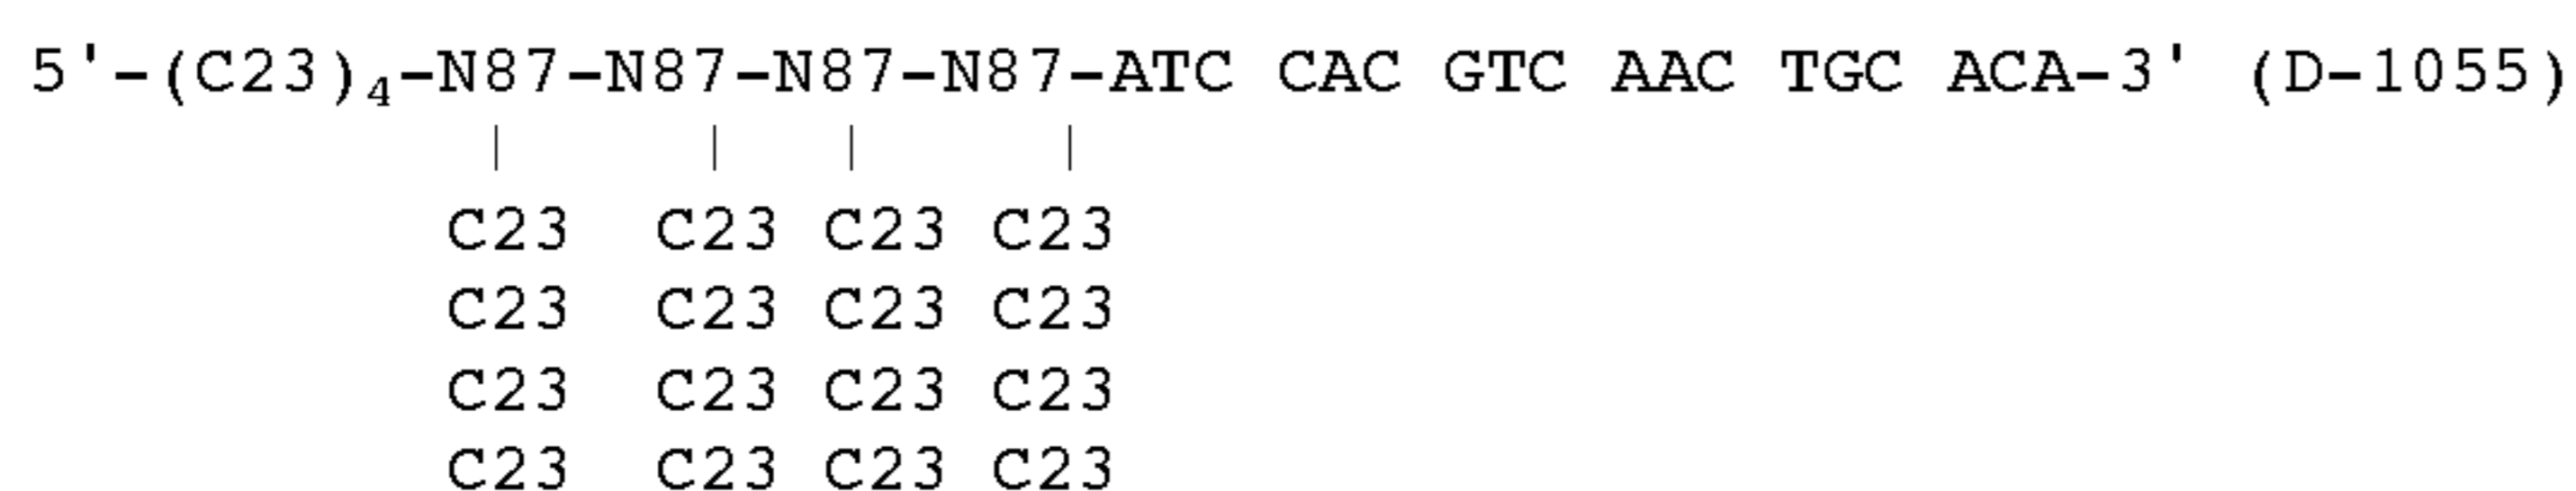 5'-(C23)₄-N87-N87-N87-N87-ATC CAC GTC AAC TGC ACA-3' (D-1055)
C23 C23 C23 C23
C23 C23 C23 C23
C23 C23 C23 C23
C23 C23 C23 C23